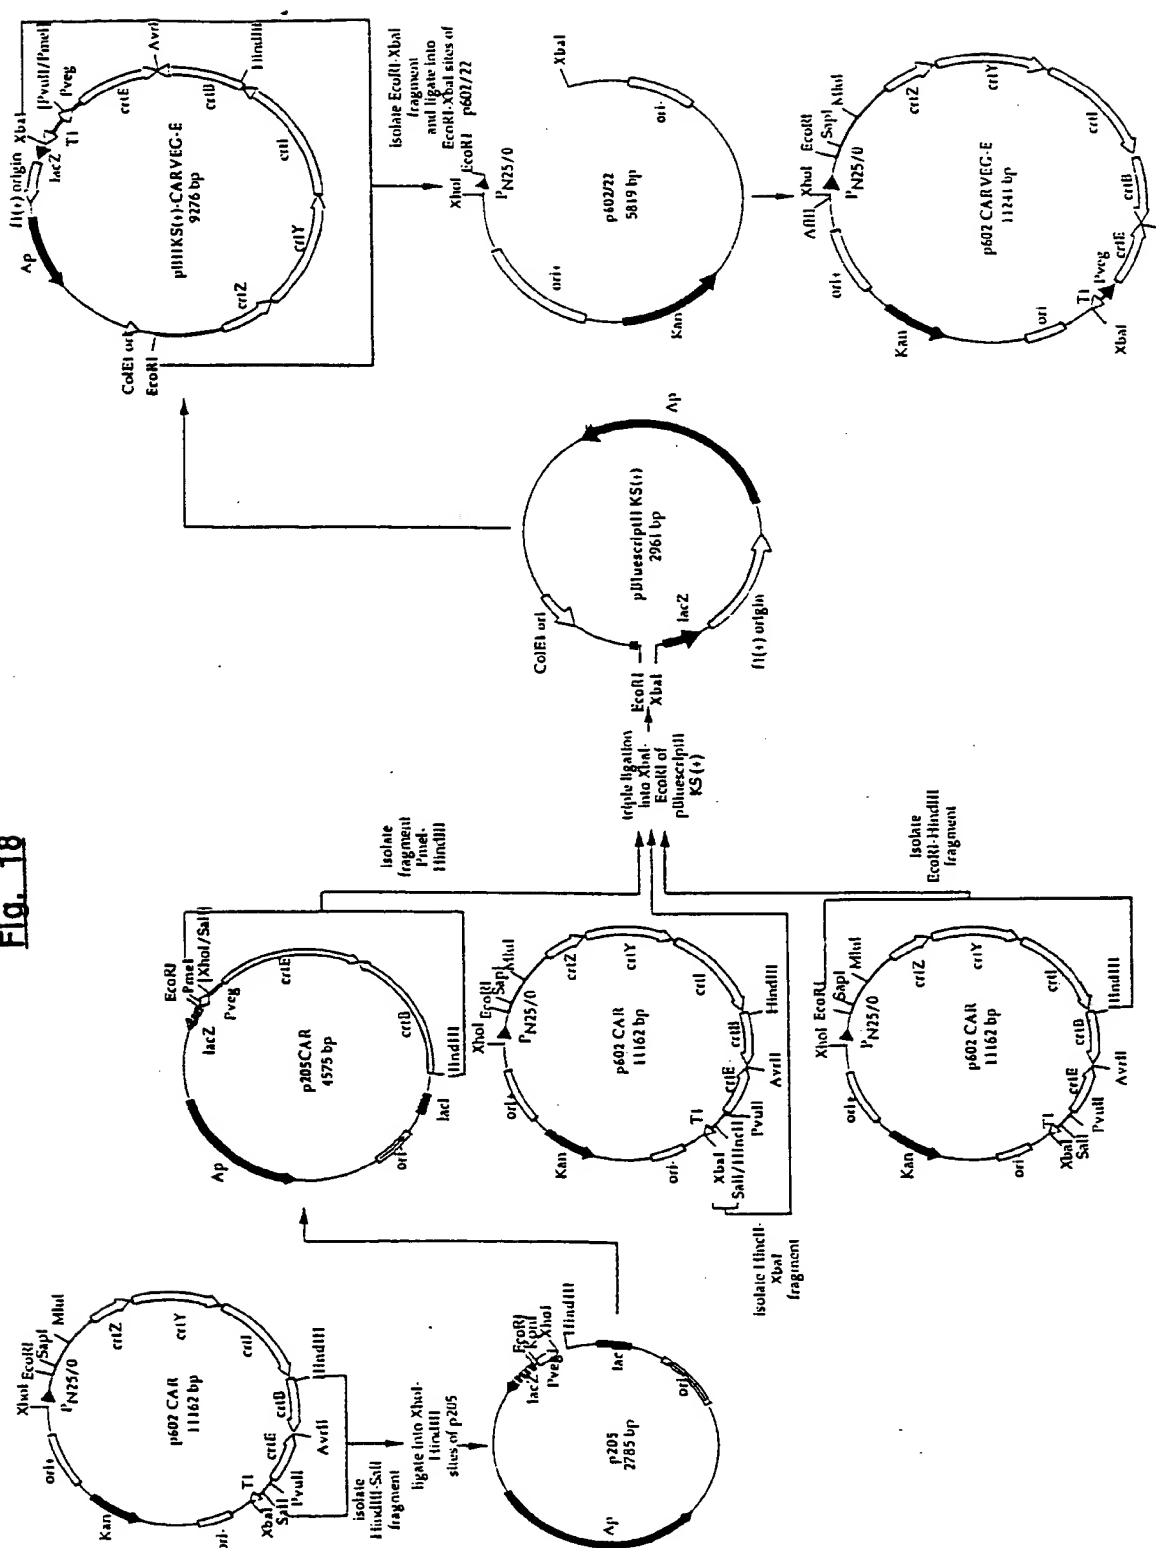 Fig. 18
XhoI
EcoRI
SapI
MluI
PN25/0
crtZ
crtY
crtI
HindIII
crtB
AvrII
crtE
PvuII
SalI
XbaI
T1
ori-
Kan
ori+
p602 CAR
11162 bp
isolate
HindIII-SalI
fragment
ligate into XhoI-
HindIII
sites of p205
lacZ
EcoRI
KpnI
Pveg
XhoI
HindIII
lac
ori
Ap
p205
2785 bp
EcoRI
PmeI
[XhoI/SalI]
lacZ
Pveg
crtE
crtB
HindIII
lacI
ori
Ap
p205CAR
4575 bp
Isolate
fragment
PmeI-
HindIII
XhoI
EcoRI
SapI
MluI
PN25/0
crtZ
crtY
crtI
HindIII
crtB
AvrII
crtE
PvuII
T1
XbaI
SalI/HincII
ori-
Kan
ori+
p602 CAR
11162 bp
Isolate HincII-
XbaI
fragment
XhoI
EcoRI
SapI
MluI
PN25/0
crtZ
crtY
crtI
HindIII
crtB
AvrII
crtE
PvuII
SalI
XbaI
T1
ori-
Kan
ori+
p602 CAR
11162 bp
Isolate
EcoRI-HindIII
fragment
triple ligation
into XbaI-
EcoRI of
pBluescriptII
KS(+)
EcoRI
XbaI
ColE1 ori
Ap
lacZ
f1(+) origin
pBluescriptII KS(+)
2961 bp
f1(+) origin
XbaI
lacZ
[PvuII/PmeI]
T1
Pveg
crtE
AvrII
crtB
HindIII
crtI
crtY
crtZ
EcoRI
ColE1 ori
Ap
pBIIKS(+)-CARVEG-E
9276 bp
Isolate EcoRI-XbaI
fragment
and ligate into
EcoRI-XbaI sites of
p602/22
XhoI
EcoRI
PN25/0
XbaI
ori-
Kan
ori+
p602/22
5819 bp
AflII
XhoI
EcoRI
SapI
MluI
PN25/0
crtZ
crtY
crtI
crtB
crtE
Pveg
T1
XbaI
ori
Kan
ori+
p602 CARVEG-E
11241 bp